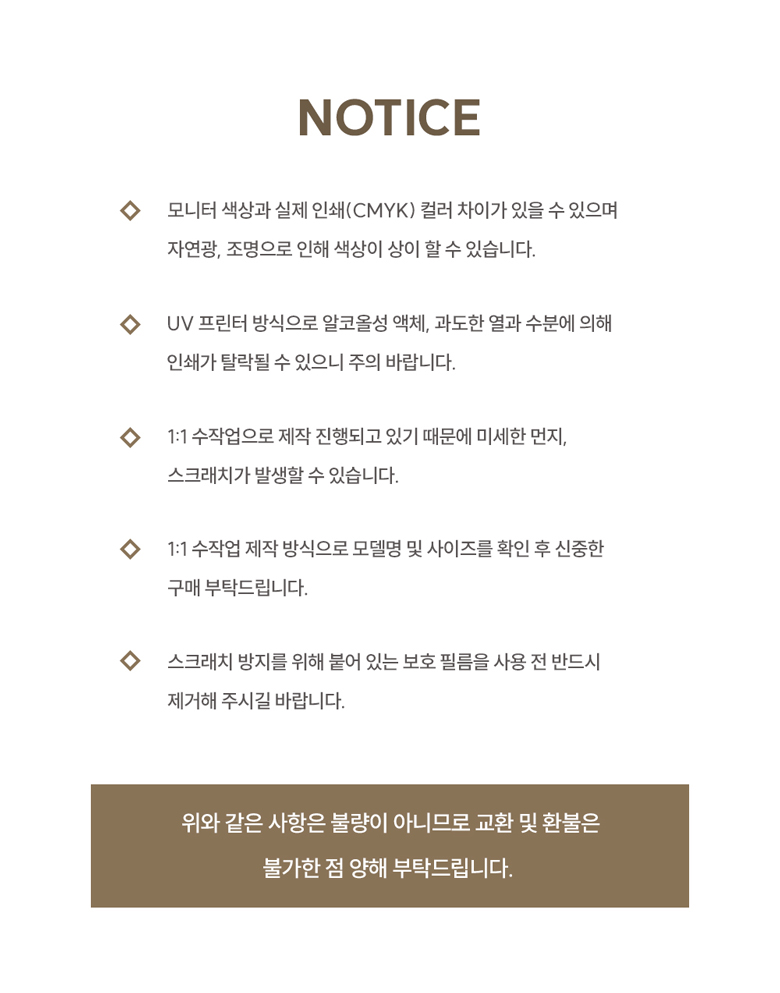 NOTICE
모니터 색상과 실제 인쇄(CMYK) 컬러 차이가 있을 수 있으며
자연광, 조명으로 인해 색상이 상이 할 수 있습니다.
UV 프린터 방식으로 알코올성 액체, 과도한 열과 수분에 의해
인쇄가 탈락될 수 있으니 주의 바랍니다.
1:1 수작업으로 제작 진행되고 있기 때문에 미세한 먼지,
스크래치가 발생할 수 있습니다.
1:1 수작업 제작 방식으로 모델명 및 사이즈를 확인 후 신중한
구매 부탁드립니다.
스크래치 방지를 위해 붙어 있는 보호 필름을 사용 전 반드시
제거해 주시길 바랍니다.
위와 같은 사항은 불량이 아니므로 교환 및 환불은
불가한 점 양해 부탁드립니다.